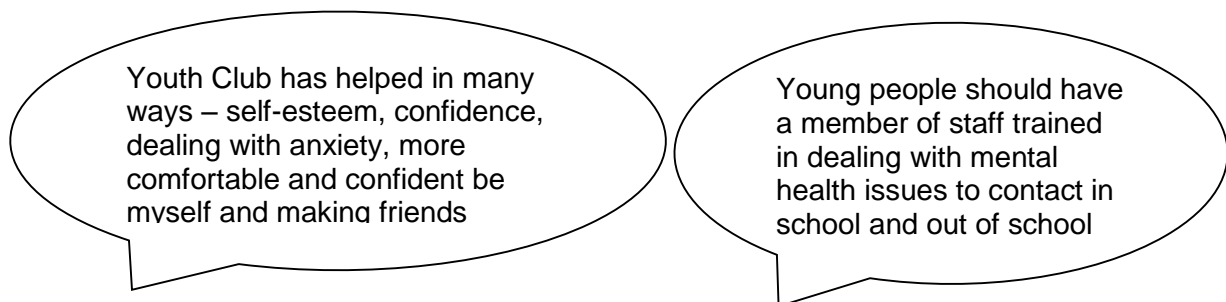 Youth Club has helped in many
ways – self-esteem, confidence,
dealing with anxiety, more
comfortable and confident be
myself and making friends
Young people should have
a member of staff trained
in dealing with mental
health issues to contact in
school and out of school